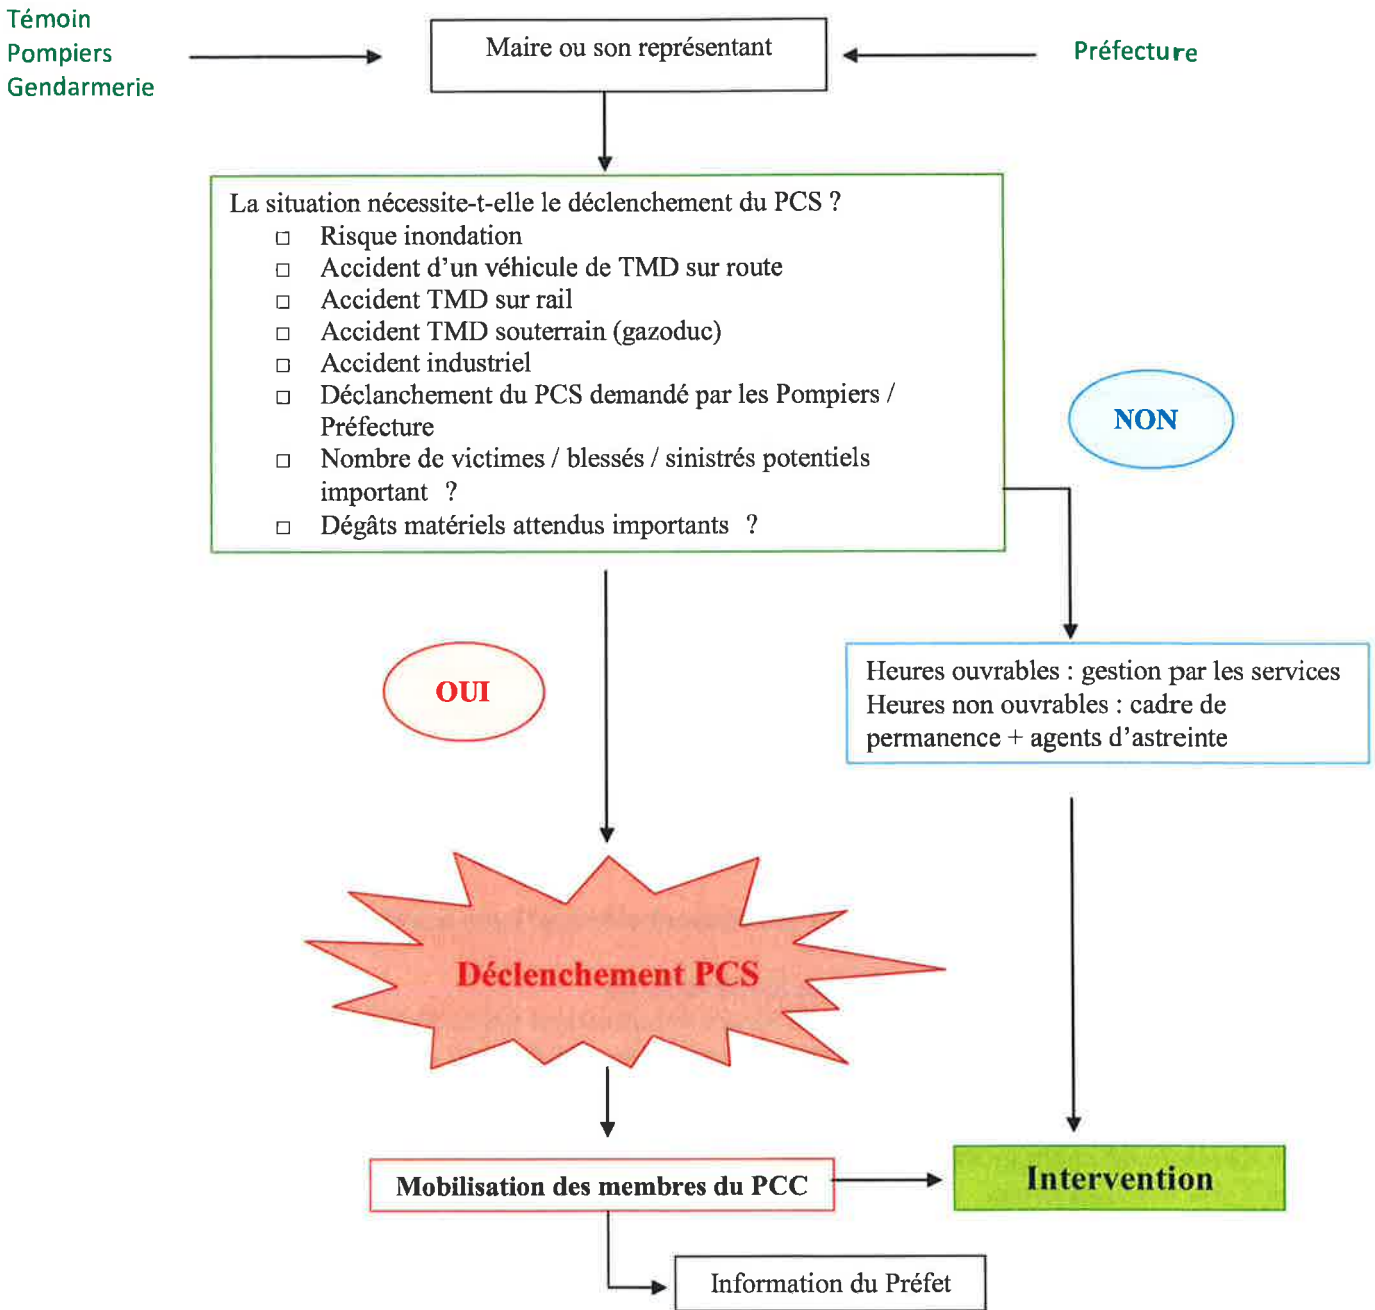 Témoin
Pompiers
Gendarmerie
Maire ou son représentant
Préfecture
La situation nécessite-t-elle le déclenchement du PCS ?
□ Risque inondation
□ Accident d'un véhicule de TMD sur route
□ Accident TMD sur rail
□ Accident TMD souterrain (gazoduc)
□ Accident industriel
□ Déclanchement du PCS demandé par les Pompiers /
Préfecture
□ Nombre de victimes / blessés / sinistrés potentiels
important ?
□ Dégâts matériels attendus importants ?
NON
OUI
Heures ouvrables : gestion par les services
Heures non ouvrables : cadre de
permanence + agents d'astreinte
Déclenchement PCS
Mobilisation des membres du PCC
Intervention
Information du Préfet